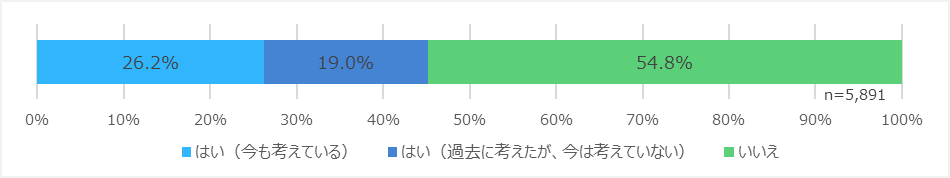 26.2% 19.0% 54.8%
n=5,891
0% 10% 20% 30% 40% 50% 60% 70% 80% 90% 100%
はい（今も考えている） はい（過去に考えたが、今は考えていない） いいえ